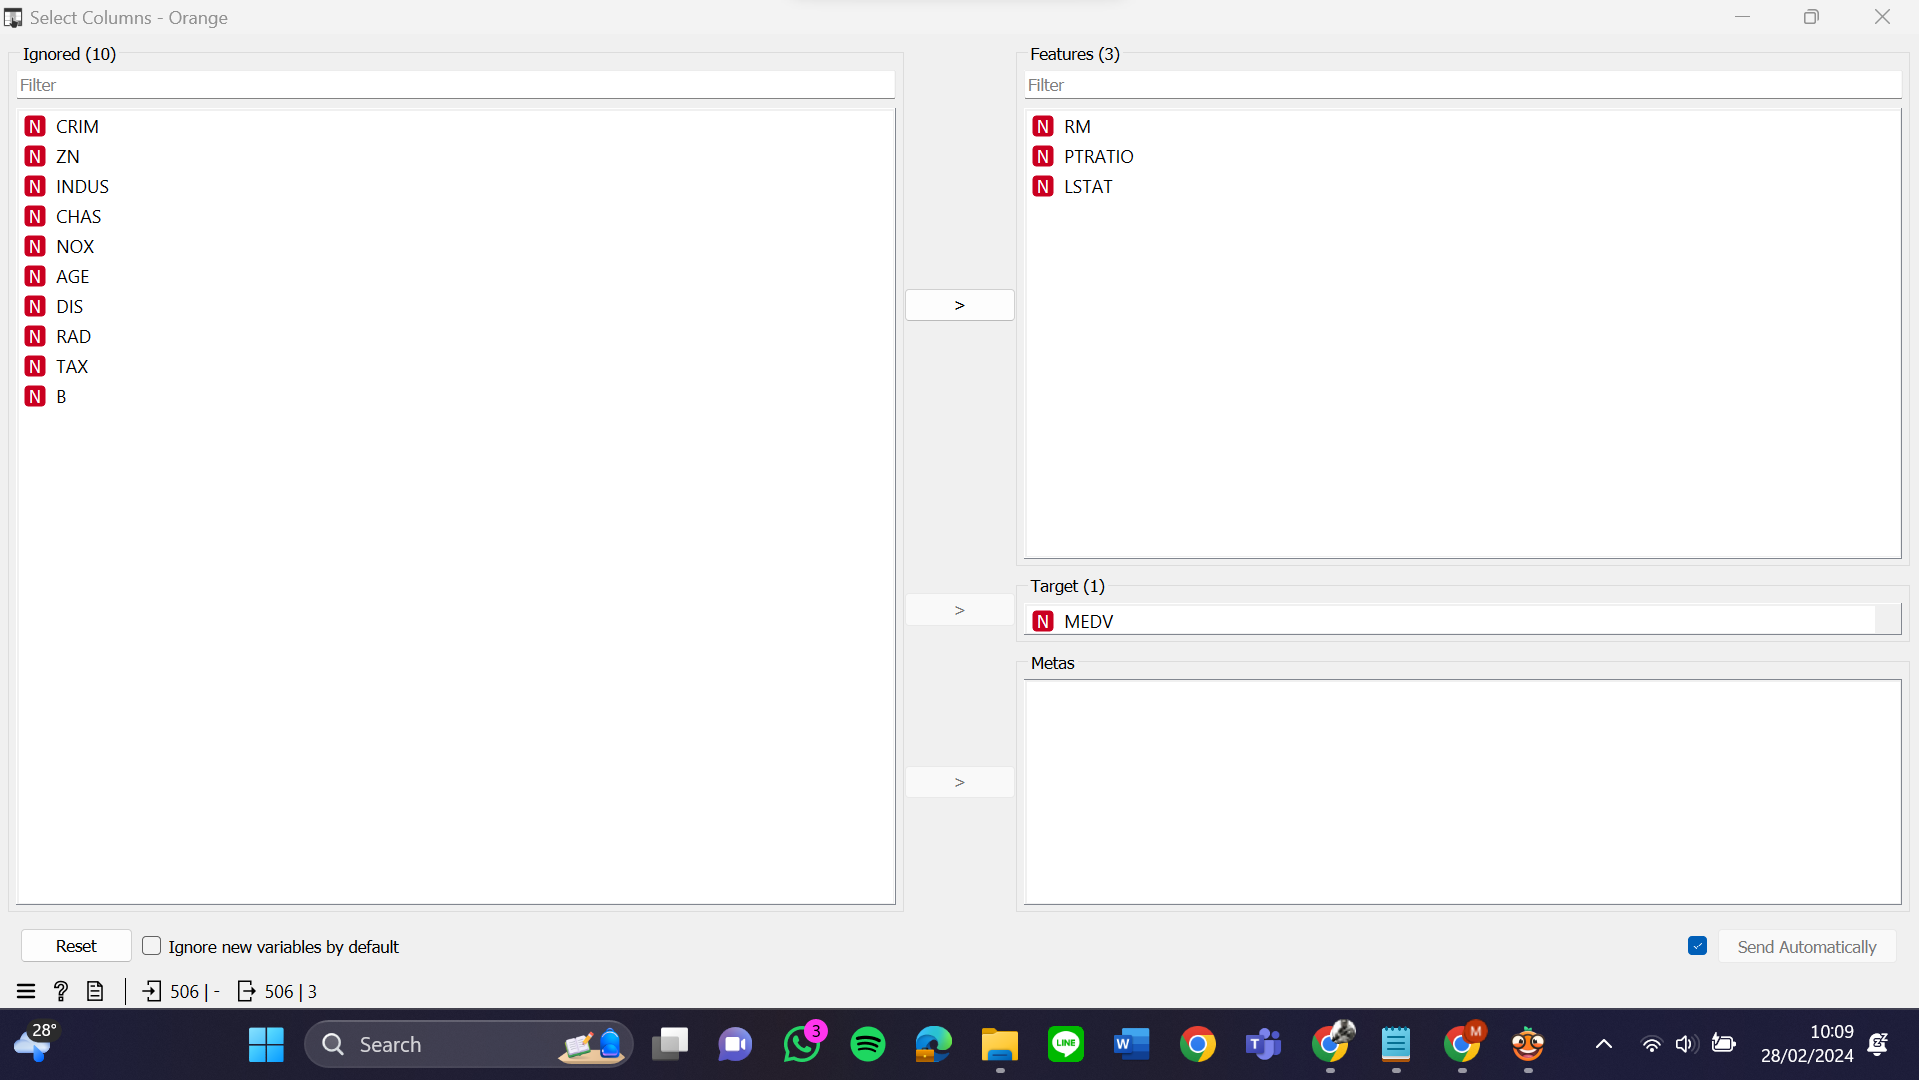 Select Columns - Orange
Ignored (10)
Filter
N CRIM
N ZN
N INDUS
N CHAS
N NOX
N AGE
N DIS
N RAD
N TAX
N B
>
>
>
Features (3)
Filter
N RM
N PTRATIO
N LSTAT
Target (1)
N MEDV
Metas
Reset
Ignore new variables by default
Send Automatically
? 506 | - 506 | 3
28°
Search
3
LINE
W
M
10:09
28/02/2024